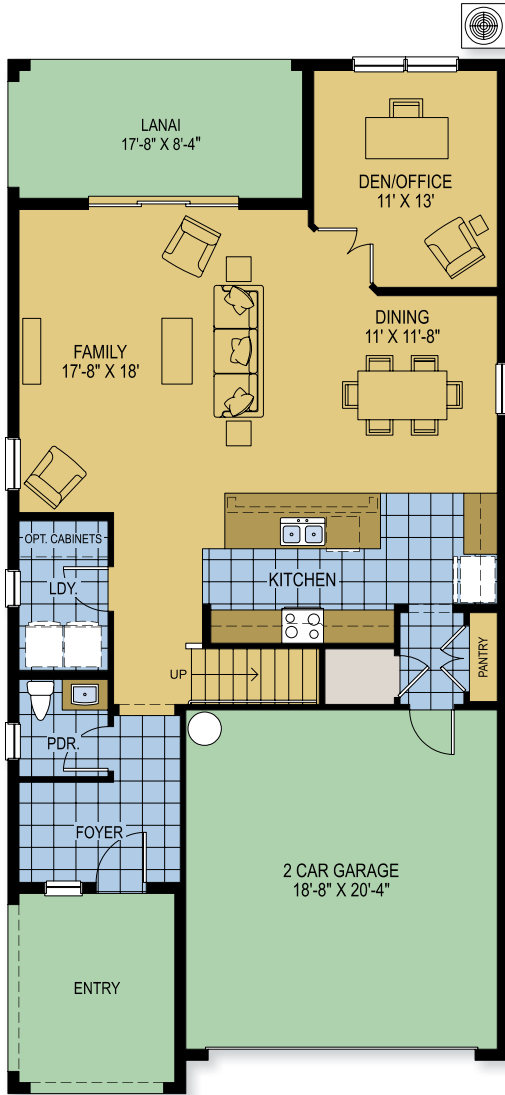 LANAI
17'-8" X 8'-4"
DEN/OFFICE
11' X 13'
DINING
11' X 11'-8"
FAMILY
17'-8" X 18'
OPT. CABINETS
LDY.
KITCHEN
PANTRY
UP
PDR.
FOYER
2 CAR GARAGE
18'-8" X 20'-4"
ENTRY